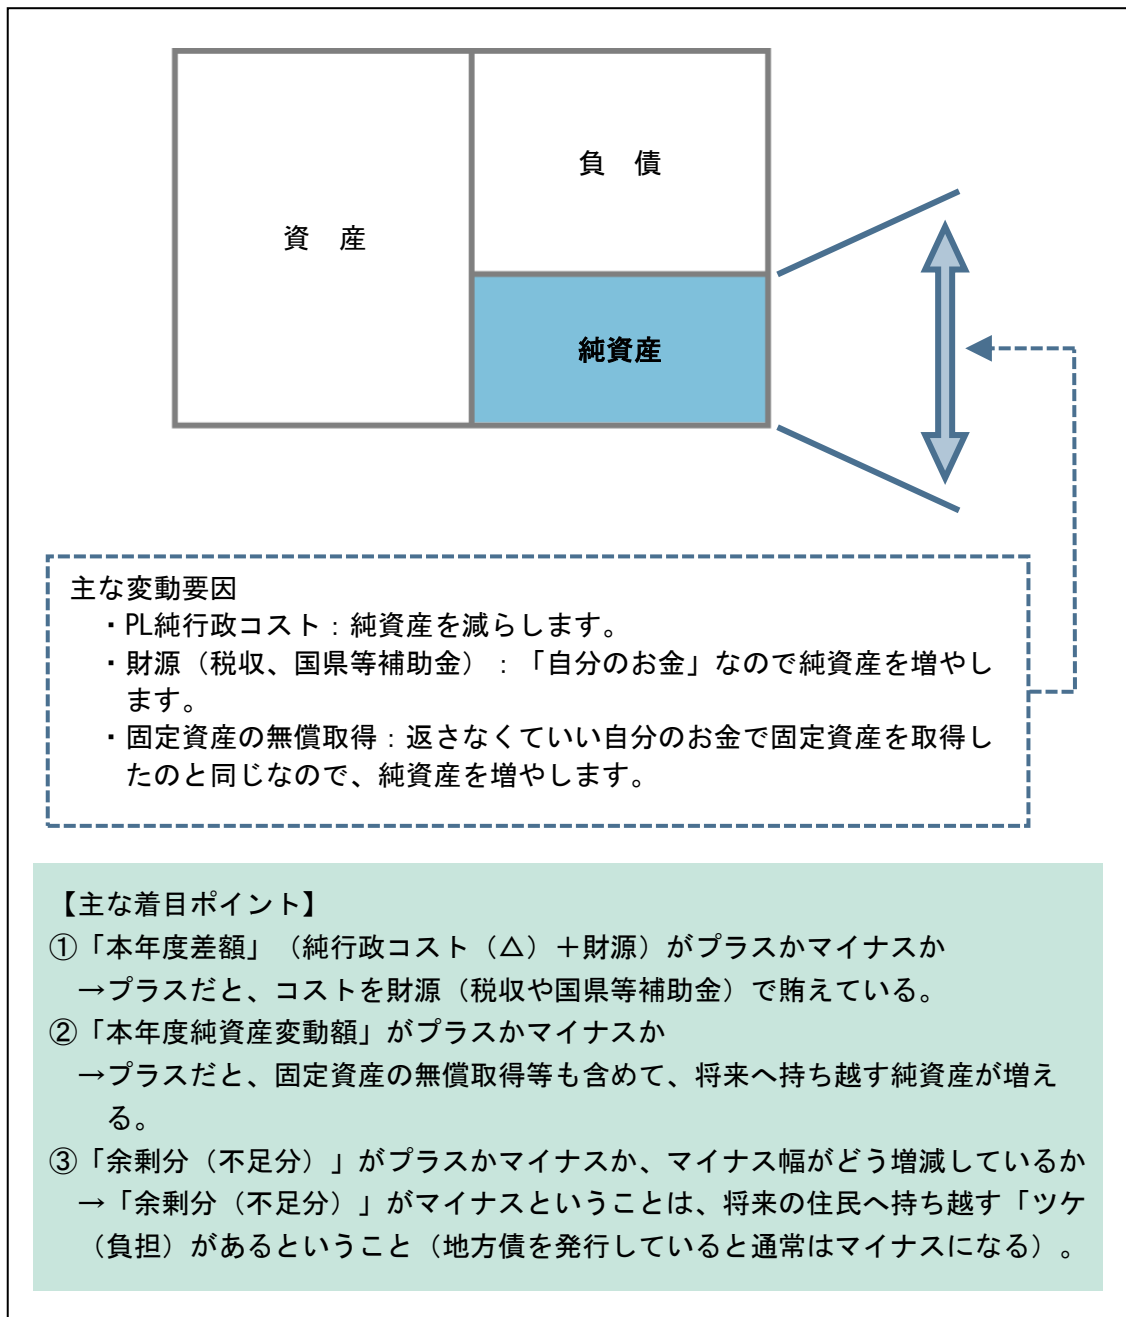 負　債
資　産
純資産
主な変動要因
・PL純行政コスト：純資産を減らします。
・財源（税収、国県等補助金）：「自分のお金」なので純資産を増やし
ます。
・固定資産の無償取得：返さなくていい自分のお金で固定資産を取得し
たのと同じなので、純資産を増やします。
【主な着目ポイント】
①「本年度差額」（純行政コスト（△）＋財源）がプラスかマイナスか
→プラスだと、コストを財源（税収や国県等補助金）で賄えている。
②「本年度純資産変動額」がプラスかマイナスか
→プラスだと、固定資産の無償取得等も含めて、将来へ持ち越す純資産が増え
る。
③「余剰分（不足分）」がプラスかマイナスか、マイナス幅がどう増減しているか
→「余剰分（不足分）」がマイナスということは、将来の住民へ持ち越す「ツケ
（負担）があるということ（地方債を発行していると通常はマイナスになる）。